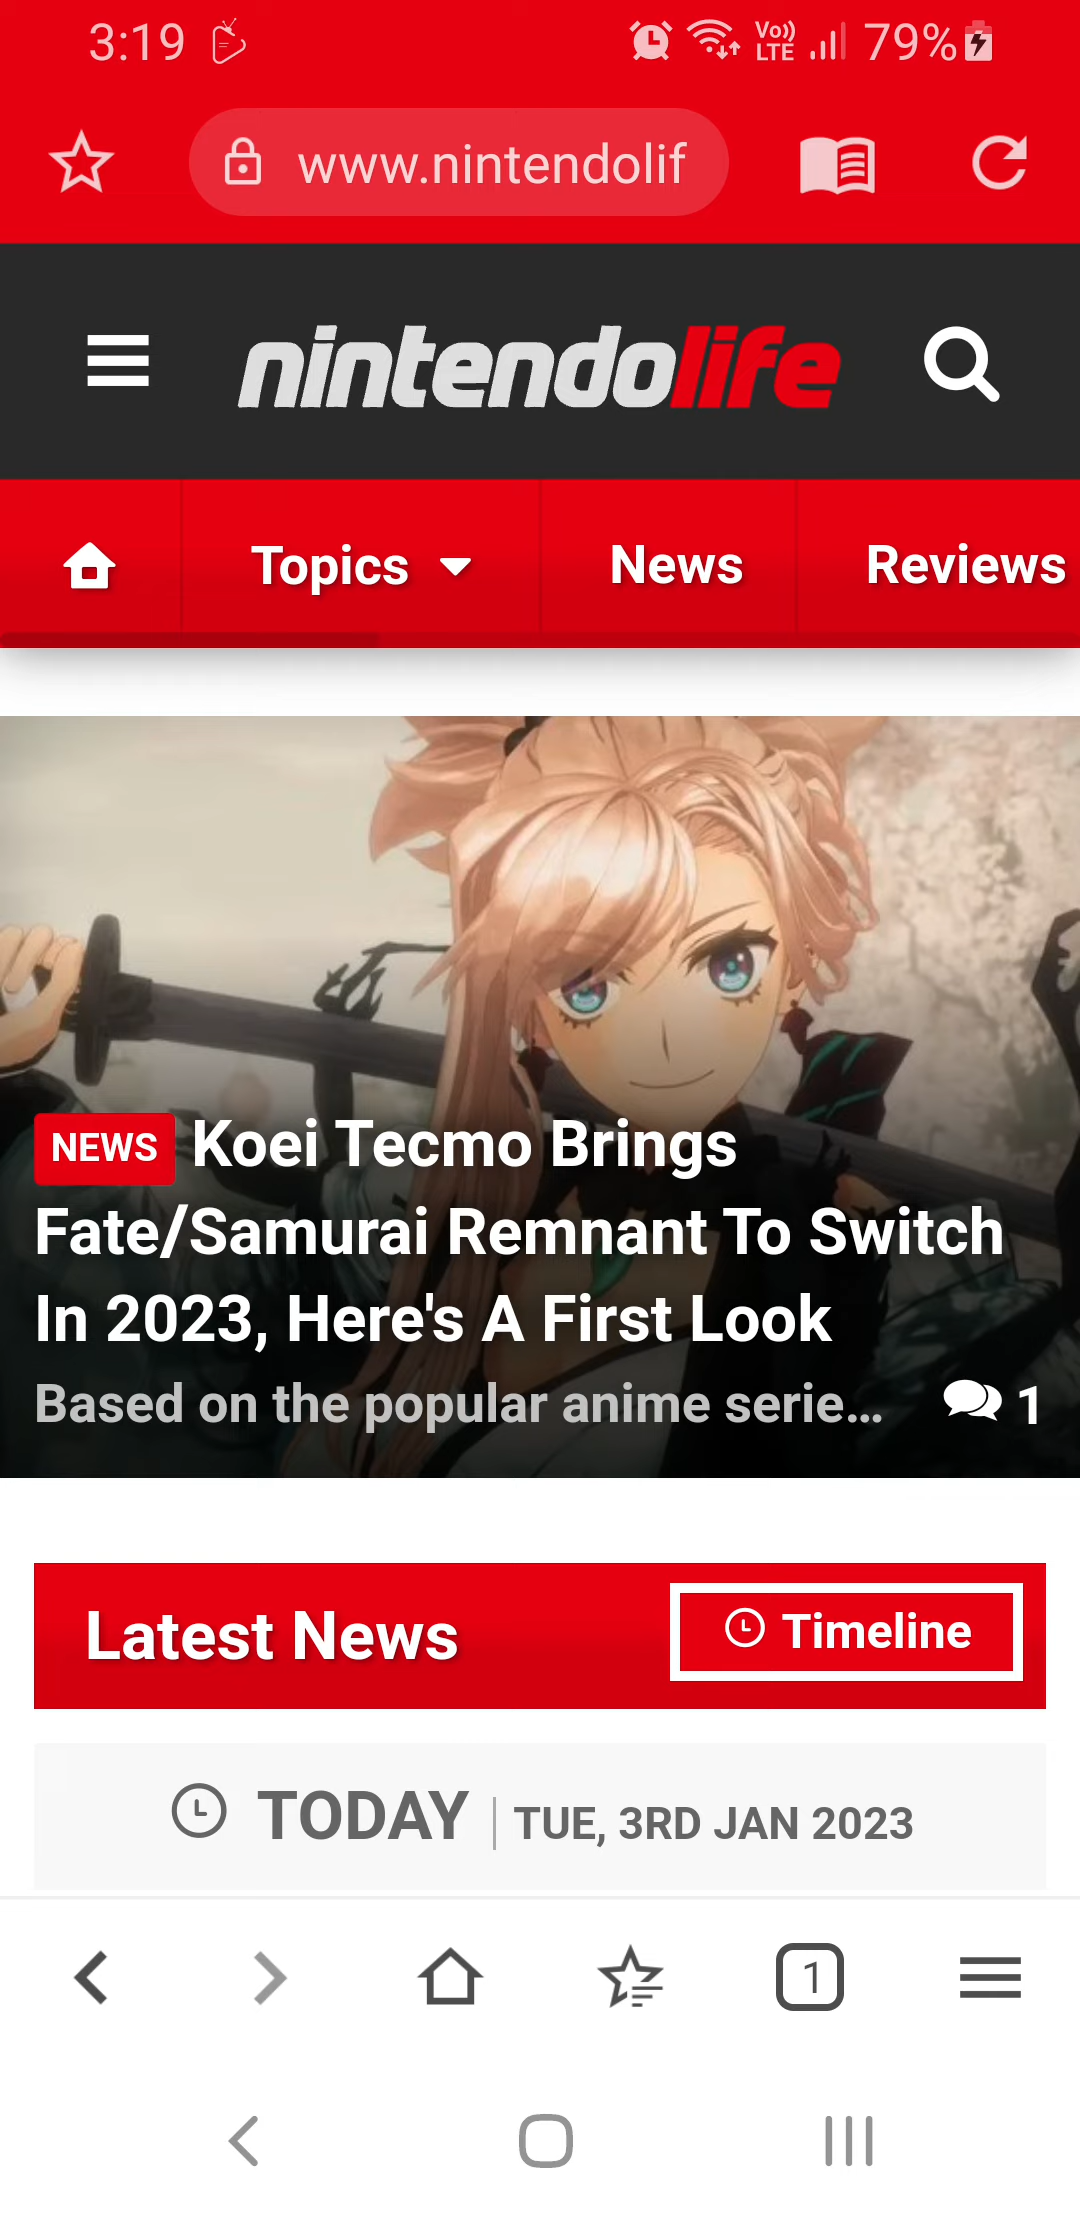 3:19
Vo)) LTE
79%
www.nintendolif
nintendolife
Topics
News
Reviews
NEWS Koei Tecmo Brings
Fate/Samurai Remnant To Switch
In 2023, Here's A First Look
Based on the popular anime serie...
1
Latest News
Timeline
TODAY | TUE, 3RD JAN 2023
1